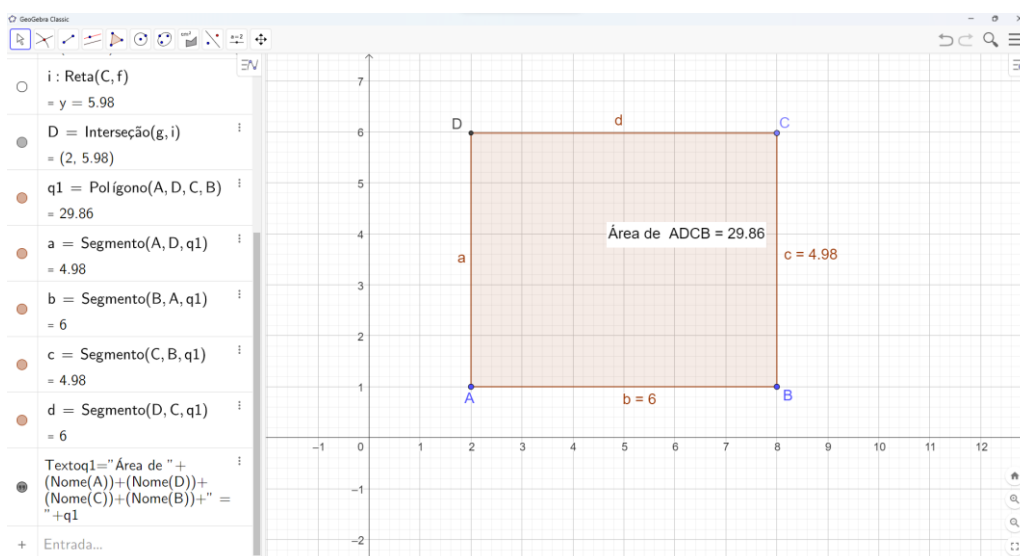 GeoGebra Classic
i : Reta(C, f)
= y = 5.98
D = Interseção(g, i)
= (2, 5.98)
q1 = Polígono(A, D, C, B)
= 29.86
a = Segmento(A, D, q1)
= 4.98
b = Segmento(B, A, q1)
= 6
c = Segmento(C, B, q1)
= 4.98
d = Segmento(D, C, q1)
= 6
Textoq1="Área de "+
(Nome(A))+(Nome(D))+
(Nome(C))+(Nome(B))+" =
"+q1
+ Entrada...
7
6
5
4
3
2
1
−1
−2
D
d
C
Área de ADCB = 29.86
a
c = 4.98
A
b = 6
B
−1 0 1 2 3 4 5 6 7 8 9 10 11 12